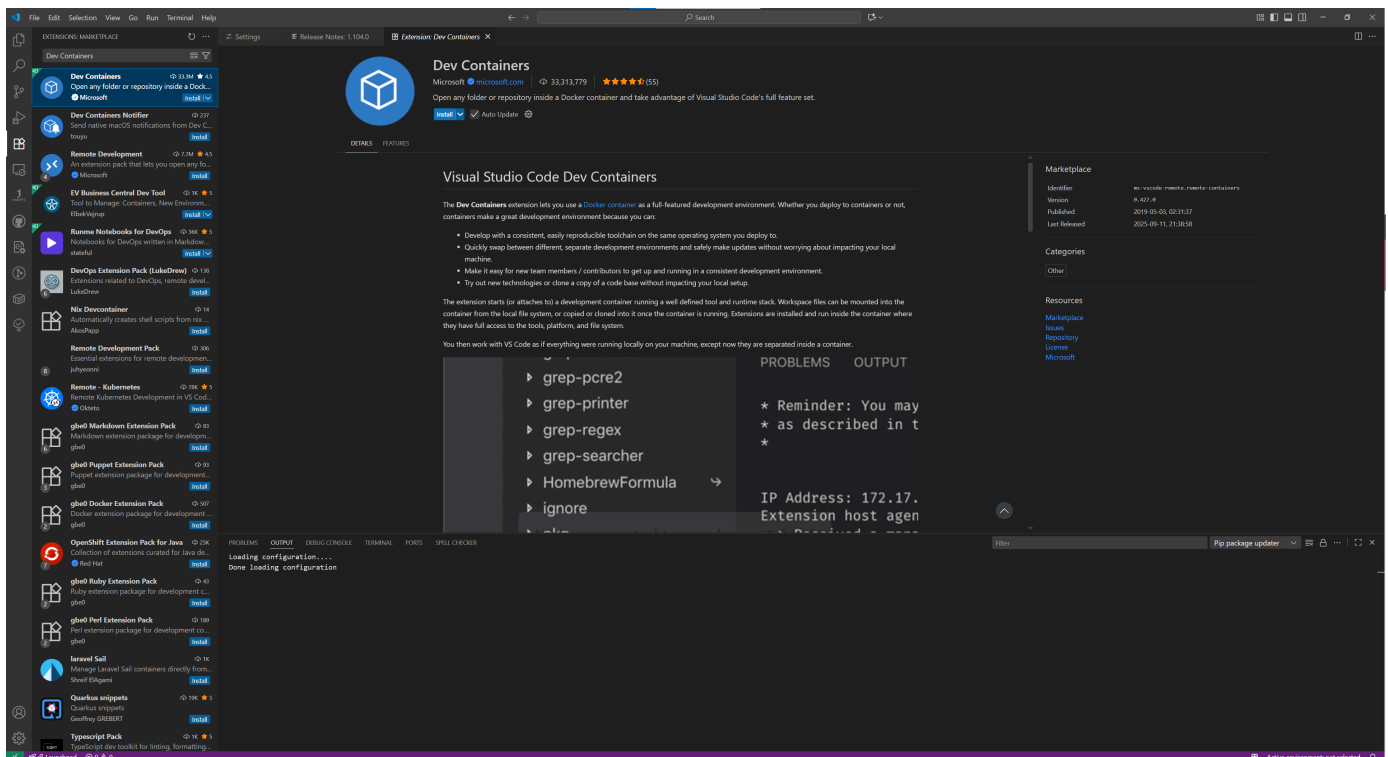 File Edit Selection View Go Run Terminal Help
Search
EXTENSIONS: MARKETPLACE
Dev Containers
Dev Containers 33.3M 4.5
Open any folder or repository inside a Dock...
Microsoft Install
Dev Containers Notifier 237
Send native macOS notifications from Dev C...
touyu Install
Remote Development 7.7M 4.5
An extension pack that lets you open any fo...
4 Microsoft Install
EV Business Central Dev Tool 1K 5
Tool to Manage: Containers, New Environm...
ElbekVejrup Install
Runme Notebooks for DevOps 36K 5
Notebooks for DevOps written in Markdow...
stateful Install
DevOps Extension Pack (LukeDrew) 138
Extensions related to DevOps, remote devel...
6 LukeDrew Install
Nix Devcontainer 14
Automatically creates shell scripts from nix ...
AkosPapp Install
Remote Development Pack 306
Essential extensions for remote developmen...
8 juhyeonni Install
Remote - Kubernetes 78K 5
Remote Kubernetes Development in VS Cod...
Okteto Install
gbe0 Markdown Extension Pack 83
Markdown extension package for developm...
6 gbe0 Install
gbe0 Puppet Extension Pack 93
Puppet extension package for development...
3 gbe0 Install
gbe0 Docker Extension Pack 507
Docker extension package for development ...
2 gbe0 Install
OpenShift Extension Pack for Java 23K
Collection of extensions curated for Java de...
7 Red Hat Install
gbe0 Ruby Extension Pack 43
Ruby extension package for development c...
2 gbe0 Install
gbe0 Perl Extension Pack 189
Perl extension package for development co...
2 gbe0 Install
laravel Sail 1K
Manage Laravel Sail containers directly from...
Shreif ElAgami Install
Quarkus snippets 19K 5
Quarkus snippets
Geoffrey GREBERT Install
Typescript Pack 1K 5
TypeScript dev toolkit for linting, formatting...
Settings Release Notes: 1.104.0 Extension: Dev Containers
Dev Containers
Microsoft microsoft.com 33,313,779 (55)
Open any folder or repository inside a Docker container and take advantage of Visual Studio Code's full feature set.
Install Auto Update
DETAILS FEATURES
Visual Studio Code Dev Containers
The Dev Containers extension lets you use a Docker container as a full-featured development environment. Whether you deploy to containers or not,
containers make a great development environment because you can:
• Develop with a consistent, easily reproducible toolchain on the same operating system you deploy to.
• Quickly swap between different, separate development environments and safely make updates without worrying about impacting your local
machine.
• Make it easy for new team members / contributors to get up and running in a consistent development environment.
• Try out new technologies or clone a copy of a code base without impacting your local setup.
The extension starts (or attaches to) a development container running a well defined tool and runtime stack. Workspace files can be mounted into the
container from the local file system, or copied or cloned into it once the container is running. Extensions are installed and run inside the container where
they have full access to the tools, platform, and file system.
You then work with VS Code as if everything were running locally on your machine, except now they are separated inside a container.
grep-pcre2
grep-printer
grep-regex
grep-searcher
HomebrewFormula
ignore
PROBLEMS OUTPUT
* Reminder: You may
* as described in t
*
IP Address: 172.17.
Extension host agen
Marketplace
Identifier ms-vscode-remote.remote-containers
Version 0.427.0
Published 2019-05-03, 02:31:37
Last Released 2025-09-11, 21:38:58
Categories
Other
Resources
Marketplace
Issues
Repository
License
Microsoft
PROBLEMS OUTPUT DEBUG CONSOLE TERMINAL PORTS SPELL CHECKER
Filter Pip package updater
Loading configuration....
Done loading configuration